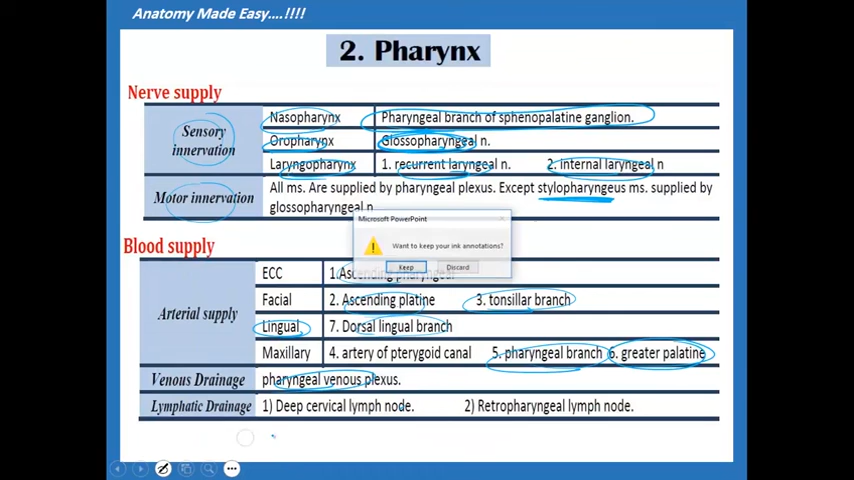 Anatomy Made Easy....!!!!
2. Pharynx
Nerve supply
Sensory innervation
Nasopharynx Pharyngeal branch of sphenopalatine ganglion.
Oropharynx Glossopharyngeal n.
Laryngopharynx 1. recurrent laryngeal n. 2. internal laryngeal n
Motor innervation
All ms. Are supplied by pharyngeal plexus. Except stylopharyngeus ms. supplied by
glossopharyngeal n
Microsoft PowerPoint
Want to keep your ink annotations?
Keep Discard
Blood supply
Arterial supply
ECC 1. Ascending pharyngeal
Facial 2. Ascending platine 3. tonsillar branch
Lingual 7. Dorsal lingual branch
Maxillary 4. artery of pterygoid canal 5. pharyngeal branch 6. greater palatine
Venous Drainage pharyngeal venous plexus.
Lymphatic Drainage 1) Deep cervical lymph node. 2) Retropharyngeal lymph node.